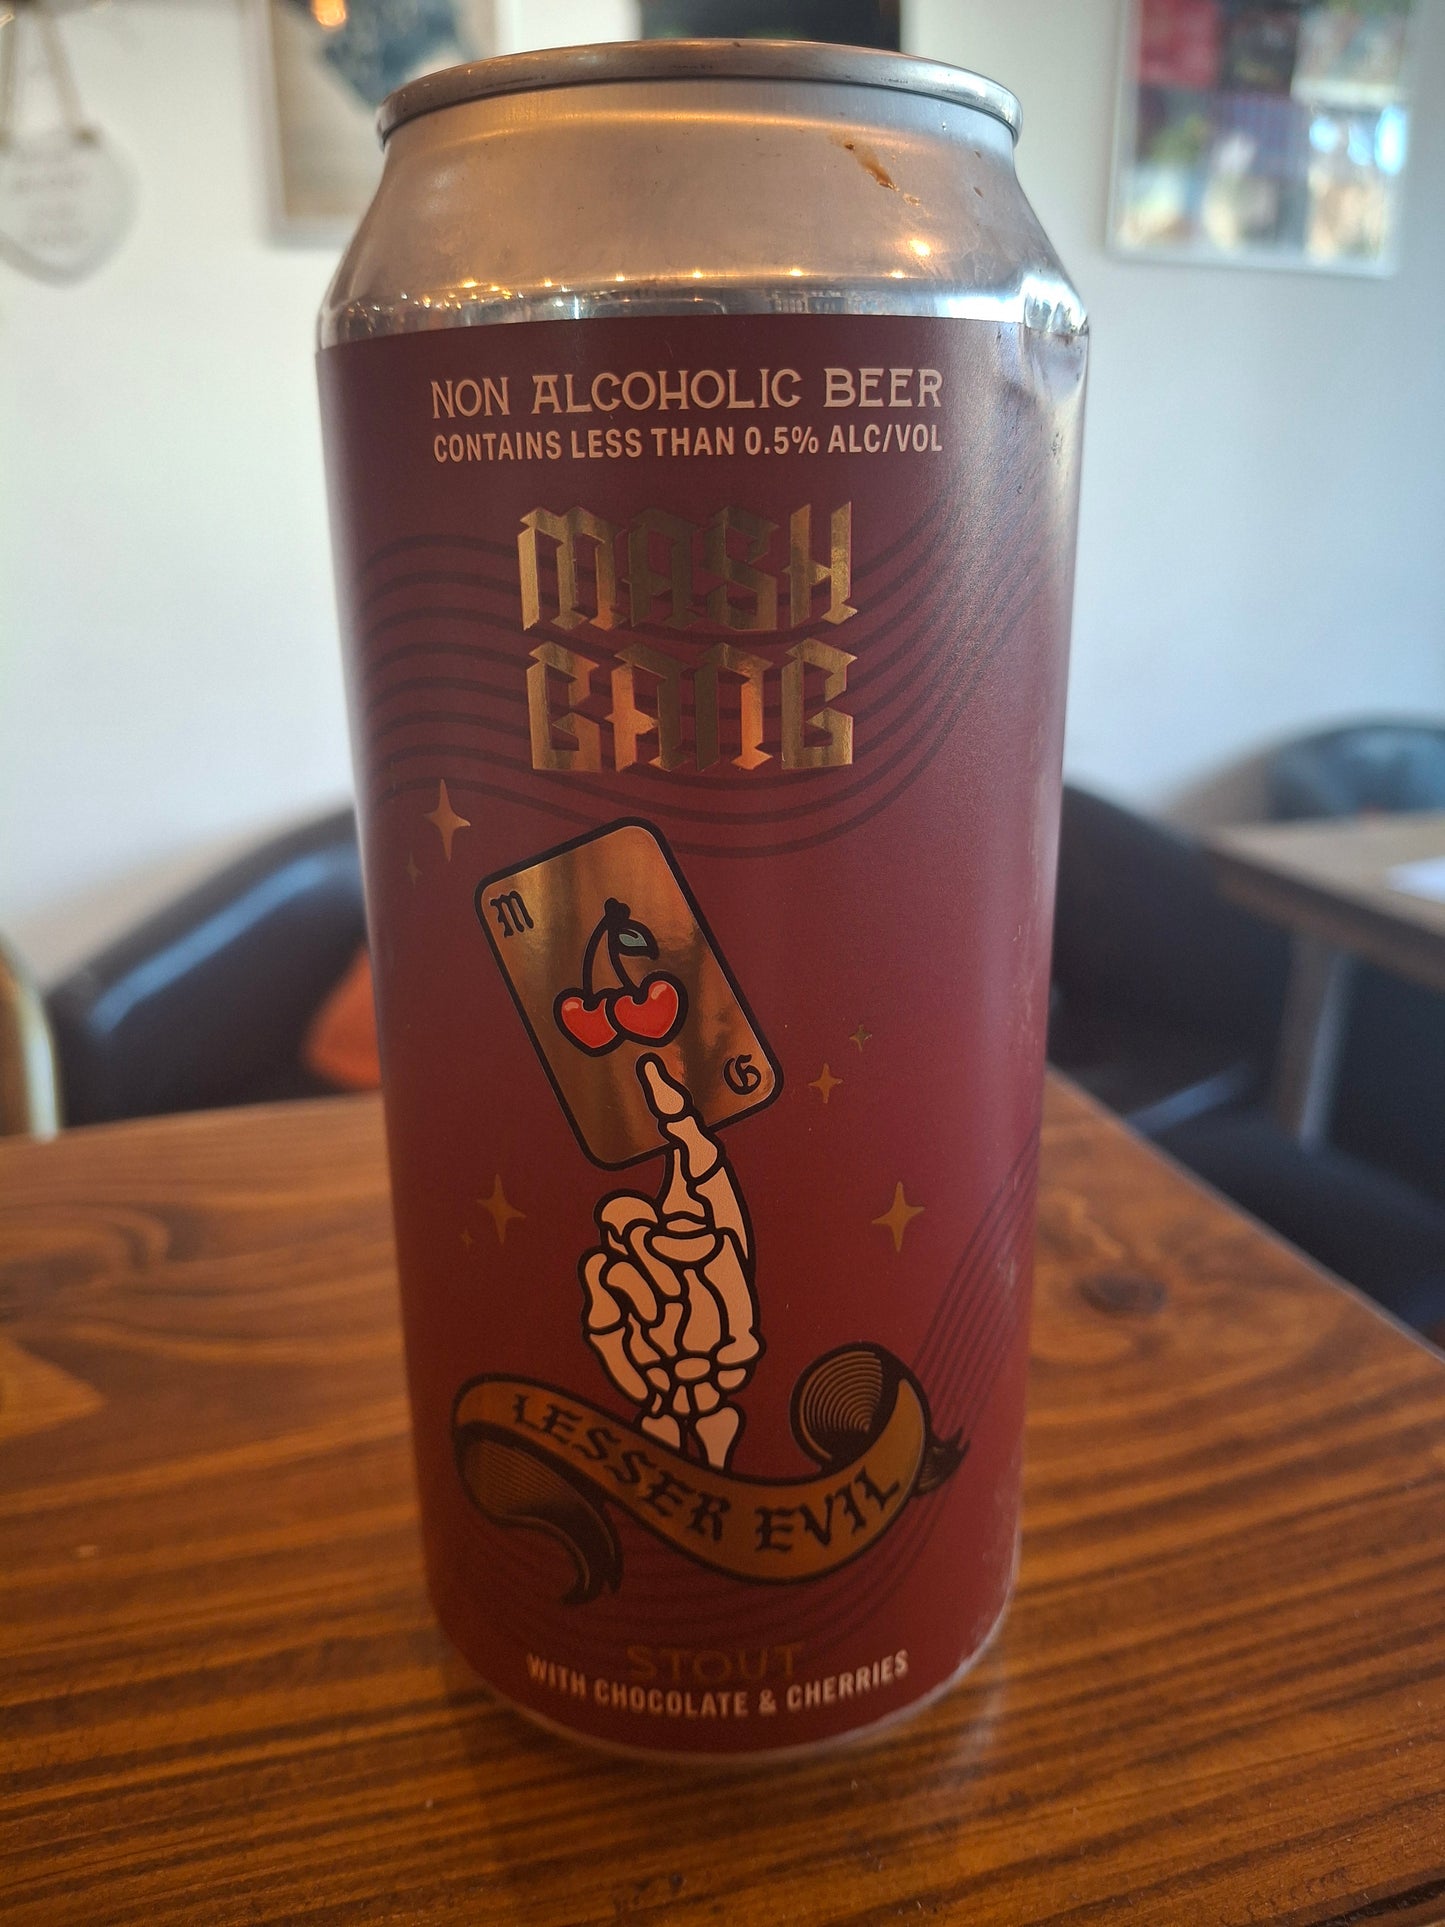 NON ALCOHOLIC BEER
CONTAINS LESS THAN 0.5% ALC/VOL
MASH
GANG
M
G
LESSER EVIL
STOUT
WITH CHOCOLATE & CHERRIES